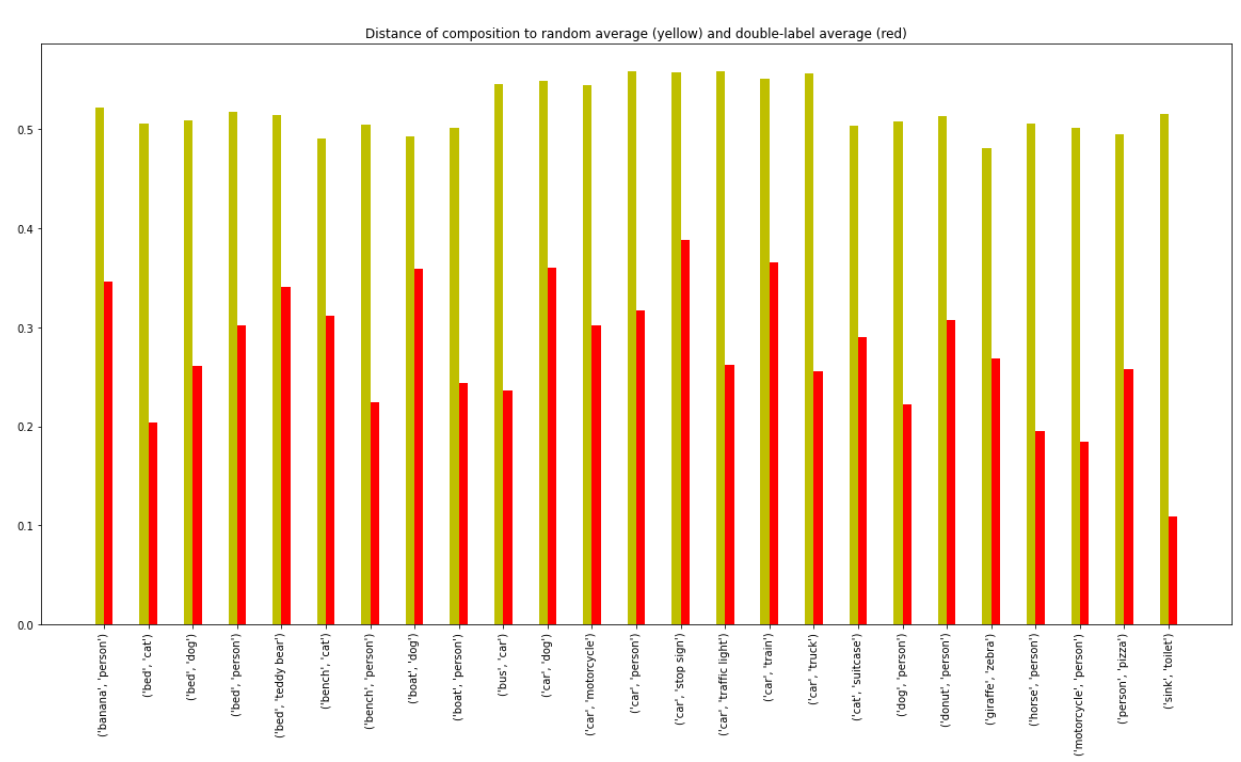 Distance of composition to random average (yellow) and double-label average (red)
0.5
0.4
0.3
0.2
0.1
0.0
('banana', 'person')
('bed', 'cat')
('bed', 'dog')
('bed', 'person')
('bed', 'teddy bear')
('bench', 'cat')
('bench', 'person')
('boat', 'dog')
('boat', 'person')
('bus', 'car')
('car', 'dog')
('car', 'motorcycle')
('car', 'person')
('car', 'stop sign')
('car', 'traffic light')
('car', 'train')
('car', 'truck')
('cat', 'suitcase')
('dog', 'person')
('donut', 'person')
('giraffe', 'zebra')
('horse', 'person')
('motorcycle', 'person')
('person', 'pizza')
('sink', 'toilet')